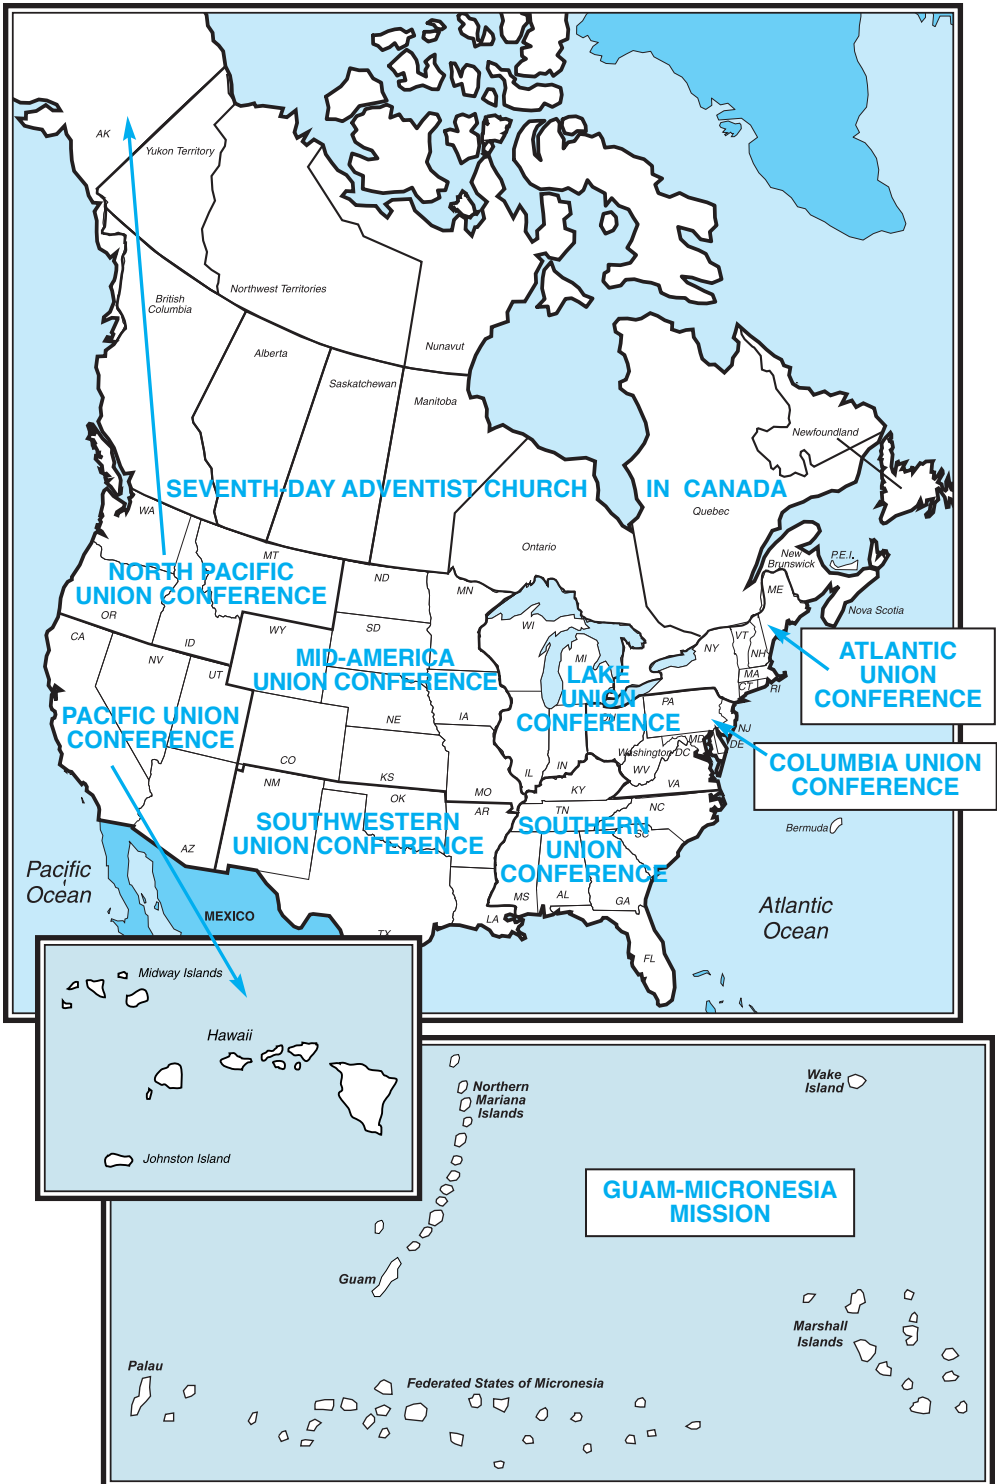 AK
Yukon Territory
Northwest Territories
British
Columbia
Alberta
Nunavut
Saskatchewan
Manitoba
Newfoundland
SEVENTH-DAY ADVENTIST CHURCH IN CANADA
Quebec
Ontario
New
Brunswick
P.E.I.
Nova Scotia
WA
MT
ND
MN
ME
NORTH PACIFIC
UNION CONFERENCE
OR
ID
CA
NV
UT
WY
SD
WI
MI
NY
VT
NH
MA
CT
RI
ATLANTIC
UNION
CONFERENCE
MID-AMERICA
UNION CONFERENCE
LAKE
UNION
CONFERENCE
PACIFIC UNION
CONFERENCE
NE
IA
OH
PA
NJ
MD
DE
Washington DC
COLUMBIA UNION
CONFERENCE
CO
KS
MO
IL
IN
WV
VA
KY
NM
OK
AR
TN
NC
SC
SOUTHWESTERN
UNION CONFERENCE
SOUTHERN
UNION
CONFERENCE
Bermuda
AZ
TX
LA
MS
AL
GA
FL
Pacific
Ocean
MEXICO
Atlantic
Ocean
Midway Islands
Hawaii
Johnston Island
Northern
Mariana
Islands
Wake
Island
GUAM-MICRONESIA
MISSION
Guam
Marshall
Islands
Palau
Federated States of Micronesia